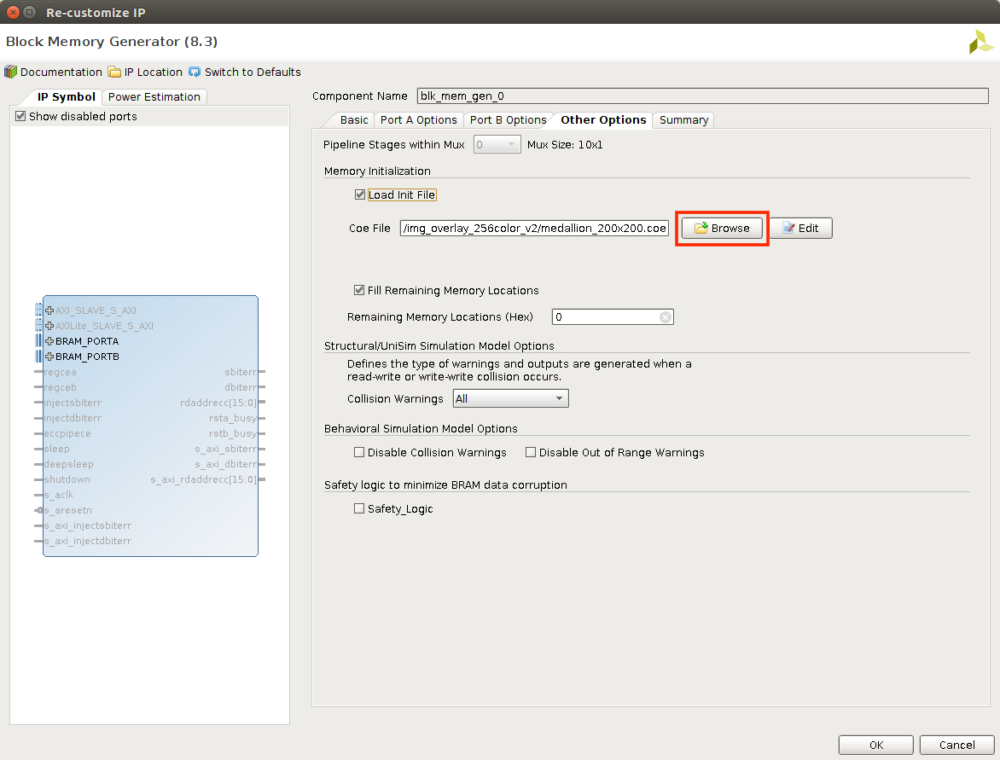 Re-customize IP
Block Memory Generator (8.3)
Documentation IP Location Switch to Defaults
IP Symbol Power Estimation
Show disabled ports
AXI_SLAVE_S_AXI
AXILite_SLAVE_S_AXI
BRAM_PORTA
BRAM_PORTB
regcea sbiterr
regceb dbiterr
injectsbiterr rdaddrecc[15:0]
injectdbiterr rsta_busy
eccpipece rstb_busy
sleep s_axi_sbiterr
deepsleep s_axi_dbiterr
shutdown s_axi_rdaddrecc[15:0]
s_aclk
s_aresetn
s_axi_injectsbiterr
s_axi_injectdbiterr
Component Name blk_mem_gen_0
Basic Port A Options Port B Options Other Options Summary
Pipeline Stages within Mux 0 Mux Size: 10x1
Memory Initialization
Load Init File
Coe File /img_overlay_256color_v2/medallion_200x200.coe Browse Edit
Fill Remaining Memory Locations
Remaining Memory Locations (Hex) 0
Structural/UniSim Simulation Model Options
Defines the type of warnings and outputs are generated when a
read-write or write-write collision occurs.
Collision Warnings All
Behavioral Simulation Model Options
Disable Collision Warnings Disable Out of Range Warnings
Safety logic to minimize BRAM data corruption
Safety_Logic
OK Cancel